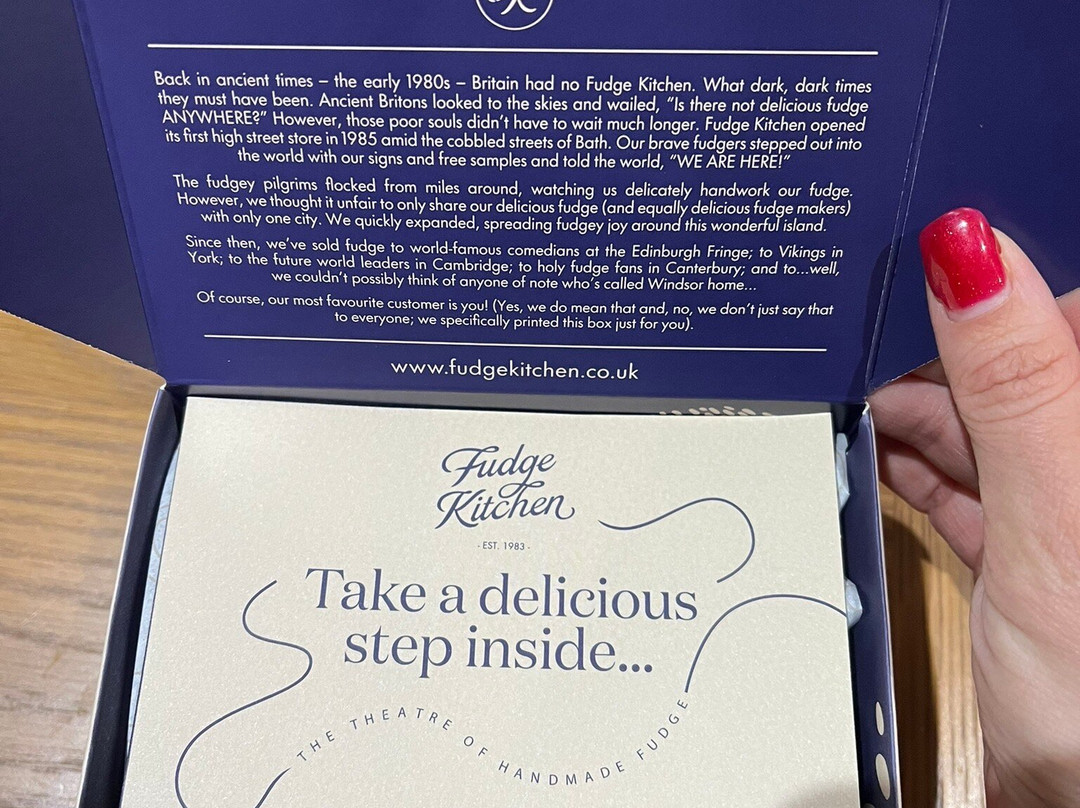 Back in ancient times – the early 1980s – Britain had no Fudge Kitchen. What dark, dark times
they must have been. Ancient Britons looked to the skies and wailed, “Is there not delicious fudge
ANYWHERE?” However, those poor souls didn’t have to wait much longer. Fudge Kitchen opened
its first high street store in 1985 amid the cobbled streets of Bath. Our brave fudgers stepped out into
the world with our signs and free samples and told the world, “WE ARE HERE!”
The fudgey pilgrims flocked from miles around, watching us delicately handwork our fudge.
However, we thought it unfair to only share our delicious fudge (and equally delicious fudge makers)
with only one city. We quickly expanded, spreading fudgey joy around this wonderful island.
Since then, we’ve sold fudge to world-famous comedians at the Edinburgh Fringe; to Vikings in
York; to the future world leaders in Cambridge; to holy fudge fans in Canterbury; and to...well,
we couldn’t possibly think of anyone of note who’s called Windsor home...
Of course, our most favourite customer is you! (Yes, we do mean that and, no, we don’t just say that
to everyone; we specifically printed this box just for you).
www.fudgekitchen.co.uk
Fudge
Kitchen
- EST. 1983 -
Take a delicious
step inside...
THE THEATRE OF HANDMADE FUDGE